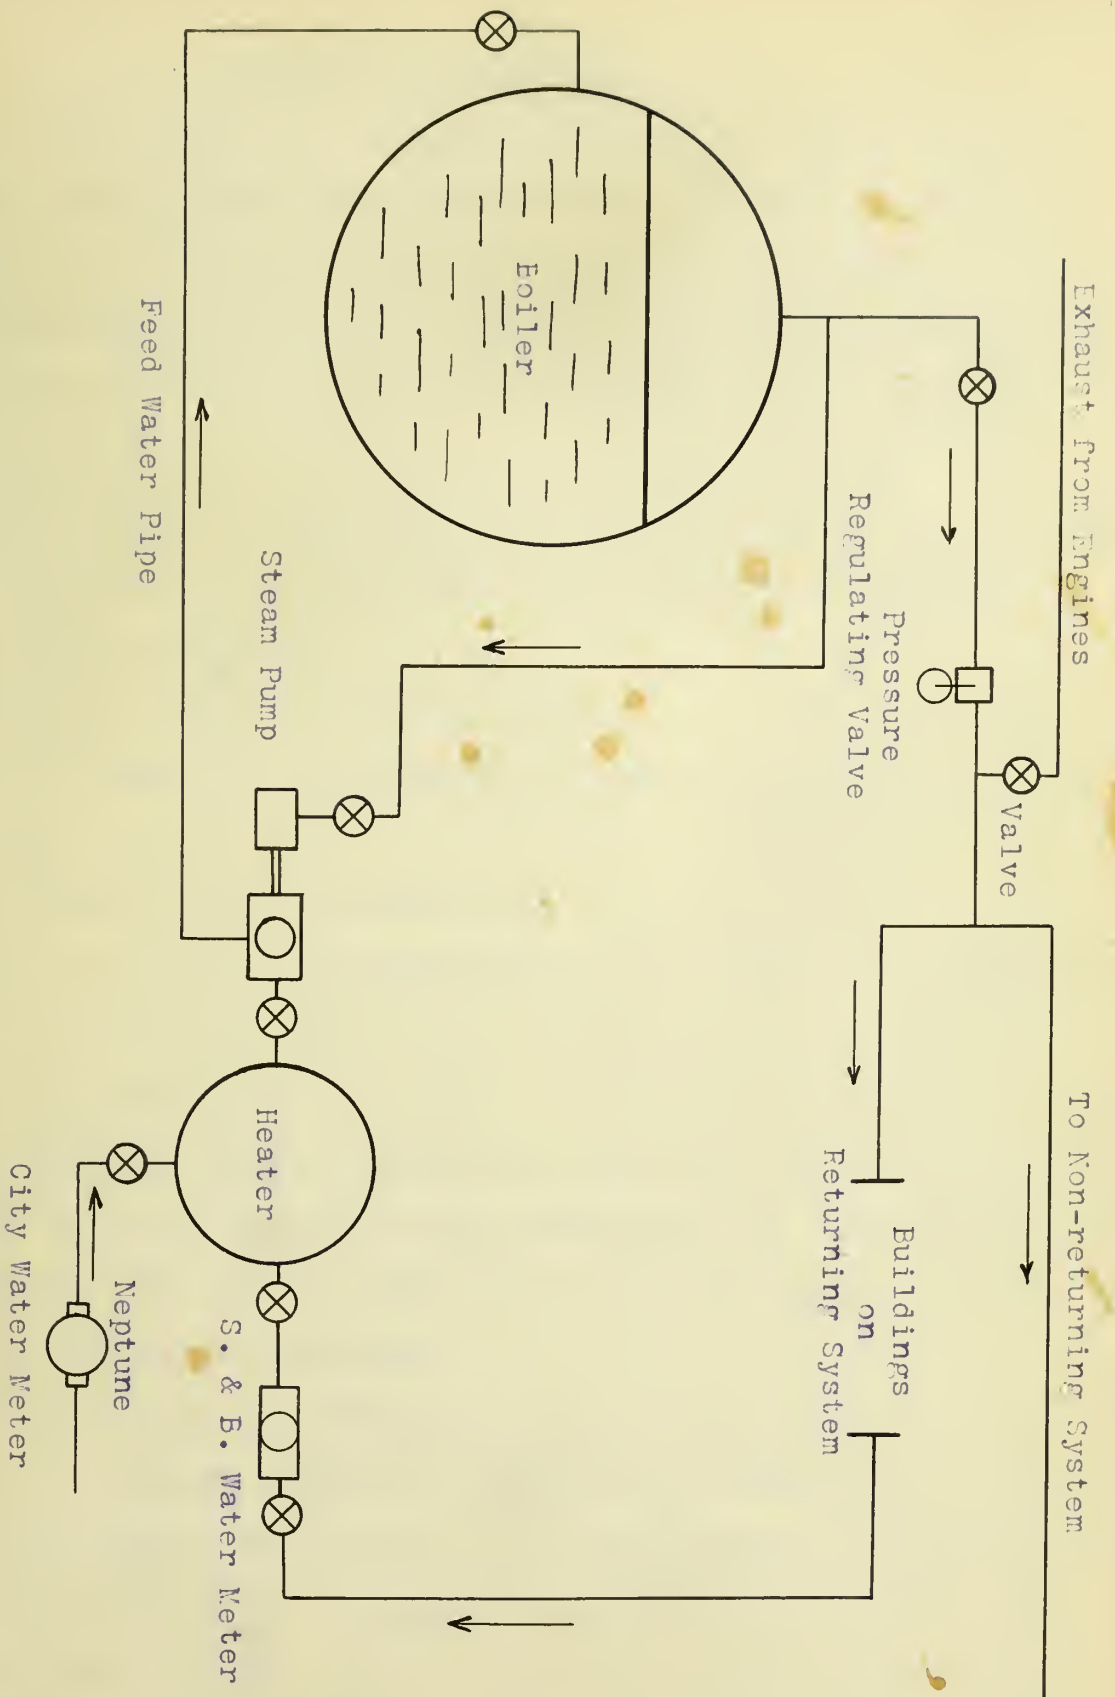 Exhaust from Engines
To Non-returning System
Valve
Pressure
Regulating Valve
Buildings
on
Returning System
Boiler
Steam Pump
Heater
S. & B. Water Meter
Feed Water Pipe
Neptune
City Water Meter